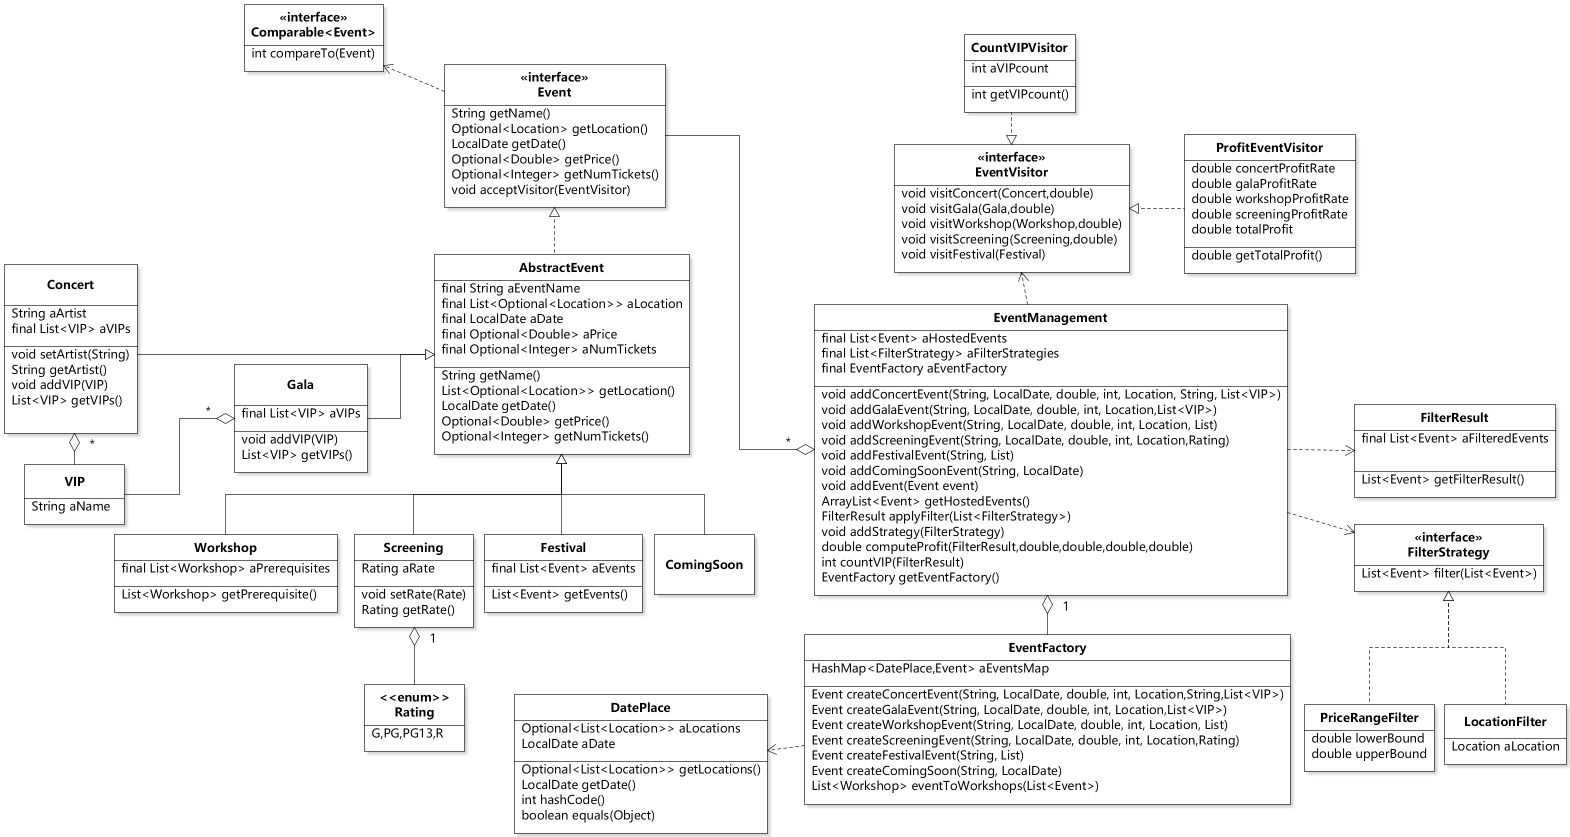 «interface»
Comparable<Event>
int compareTo(Event)
«interface»
Event
String getName()
Optional<Location> getLocation()
LocalDate getDate()
Optional<Double> getPrice()
Optional<Integer> getNumTickets()
void acceptVisitor(EventVisitor)
CountVIPVisitor
int aVIPcount
int getVIPcount()
«interface»
EventVisitor
void visitConcert(Concert,double)
void visitGala(Gala,double)
void visitWorkshop(Workshop,double)
void visitScreening(Screening,double)
void visitFestival(Festival)
ProfitEventVisitor
double concertProfitRate
double galaProfitRate
double workshopProfitRate
double screeningProfitRate
double totalProfit
double getTotalProfit()
Concert
String aArtist
final List<VIP> aVIPs
void setArtist(String)
String getArtist()
void addVIP(VIP)
List<VIP> getVIPs()
*
VIP
String aName
Gala
final List<VIP> aVIPs
void addVIP(VIP)
List<VIP> getVIPs()
*
AbstractEvent
final String aEventName
final List<Optional<Location>> aLocation
final LocalDate aDate
final Optional<Double> aPrice
final Optional<Integer> aNumTickets
String getName()
List<Optional<Location>> getLocation()
LocalDate getDate()
Optional<Double> getPrice()
Optional<Integer> getNumTickets()
*
EventManagement
final List<Event> aHostedEvents
final List<FilterStrategy> aFilterStrategies
final EventFactory aEventFactory
void addConcertEvent(String, LocalDate, double, int, Location, String, List<VIP>)
void addGalaEvent(String, LocalDate, double, int, Location,List<VIP>)
void addWorkshopEvent(String, LocalDate, double, int, Location, List)
void addScreeningEvent(String, LocalDate, double, int, Location,Rating)
void addFestivalEvent(String, List)
void addComingSoonEvent(String, LocalDate)
void addEvent(Event event)
ArrayList<Event> getHostedEvents()
FilterResult applyFilter(List<FilterStrategy>)
void addStrategy(FilterStrategy)
double computeProfit(FilterResult,double,double,double,double)
int countVIP(FilterResult)
EventFactory getEventFactory()
1
FilterResult
final List<Event> aFilteredEvents
List<Event> getFilterResult()
«interface»
FilterStrategy
List<Event> filter(List<Event>)
Workshop
final List<Workshop> aPrerequisites
List<Workshop> getPrerequisite()
Screening
Rating aRate
void setRate(Rate)
Rating getRate()
1
Festival
final List<Event> aEvents
List<Event> getEvents()
ComingSoon
<<enum>>
Rating
G,PG,PG13,R
DatePlace
Optional<List<Location>> aLocations
LocalDate aDate
Optional<List<Location>> getLocations()
LocalDate getDate()
int hashCode()
boolean equals(Object)
EventFactory
HashMap<DatePlace,Event> aEventsMap
Event createConcertEvent(String, LocalDate, double, int, Location,String,List<VIP>)
Event createGalaEvent(String, LocalDate, double, int, Location,List<VIP>)
Event createWorkshopEvent(String, LocalDate, double, int, Location, List)
Event createScreeningEvent(String, LocalDate, double, int, Location,Rating)
Event createFestivalEvent(String, List)
Event createComingSoon(String, LocalDate)
List<Workshop> eventToWorkshops(List<Event>)
PriceRangeFilter
double lowerBound
double upperBound
LocationFilter
Location aLocation